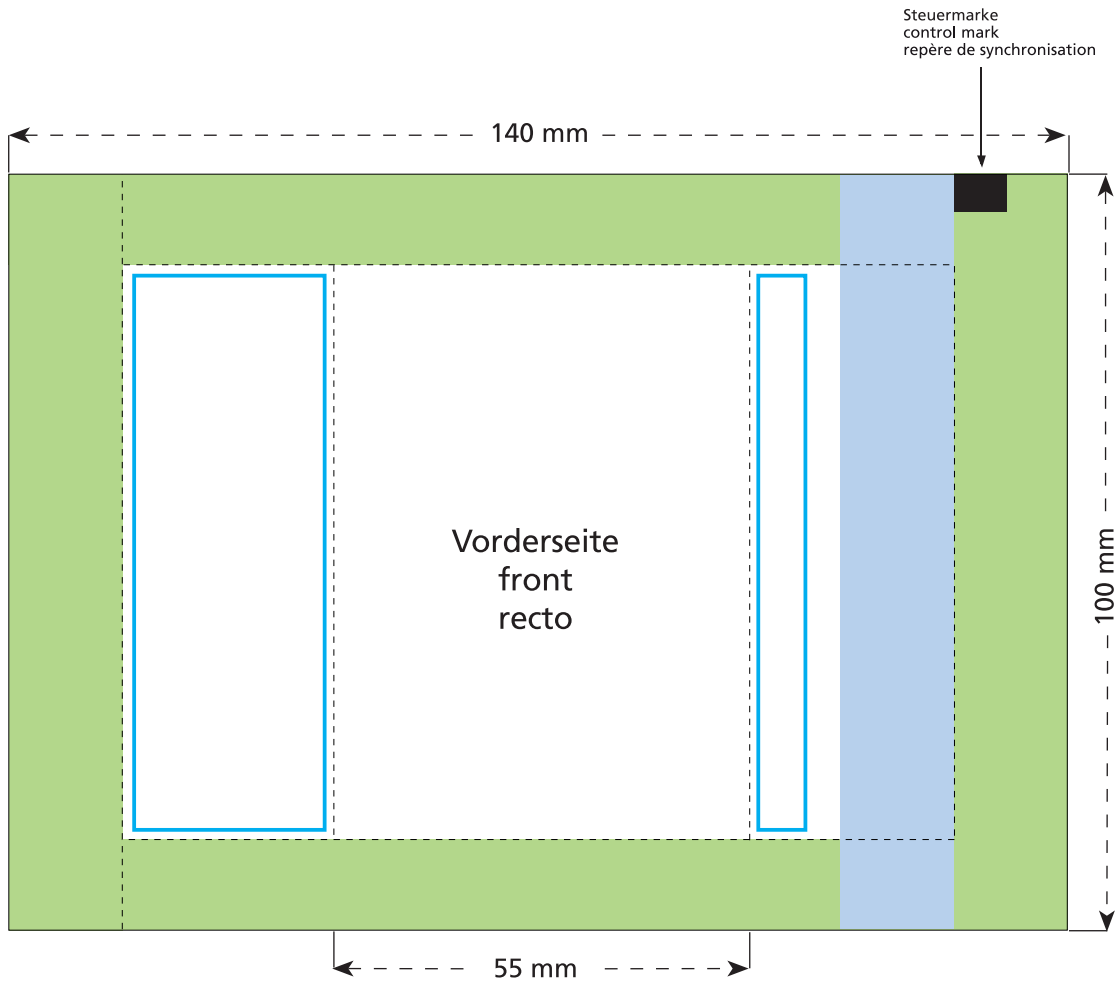 Steuermarke
control mark
repère de synchronisation
140 mm
Vorderseite
front
recto
100 mm
55 mm